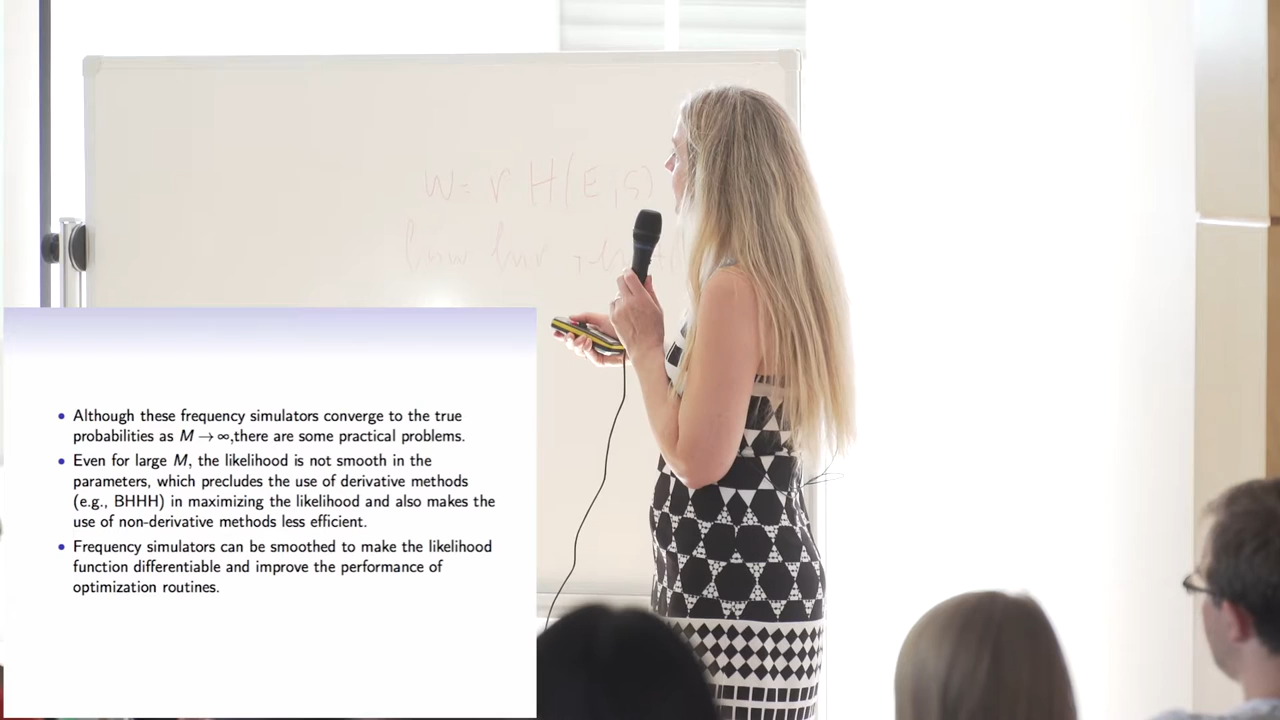 W = r H(E, S)
• Although these frequency simulators converge to the true
probabilities as M → ∞,there are some practical problems.
• Even for large M, the likelihood is not smooth in the
parameters, which precludes the use of derivative methods
(e.g., BHHH) in maximizing the likelihood and also makes the
use of non-derivative methods less efficient.
• Frequency simulators can be smoothed to make the likelihood
function differentiable and improve the performance of
optimization routines.